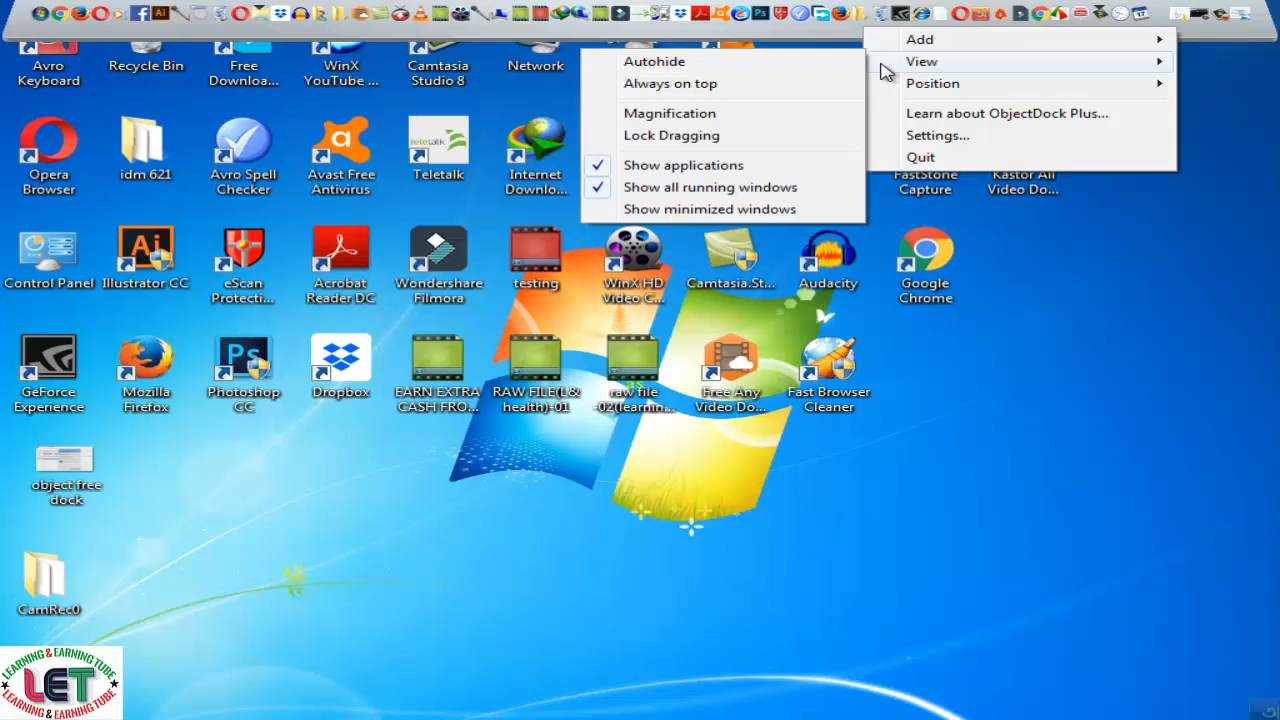 Add
View
Position
Learn about ObjectDock Plus...
Settings...
Quit
Autohide
Always on top
Magnification
Lock Dragging
Show applications
Show all running windows
Show minimized windows
Avro
Keyboard
Recycle Bin
Free
Downloa...
WinX
YouTube ...
Camtasia
Studio 8
Network
Opera
Browser
idm 621
Avro Spell
Checker
Avast Free
Antivirus
Teletalk
Internet
Downlo...
FastStone
Capture
Kastor All
Video Do...
Control Panel
Illustrator CC
eScan
Protecti...
Acrobat
Reader DC
Wondershare
Filmora
testing
WinX HD
Video C...
Camtasia.St...
Audacity
Google
Chrome
GeForce
Experience
Mozilla
Firefox
Photoshop
CC
Dropbox
EARN EXTRA
CASH FRO...
RAW FILE(L&
health)-01
raw file
-02(learnin...
Free Any
Video Do...
Fast Browser
Cleaner
object free
dock
CamRec0
LEARNING & EARNING TUBE
LET
LEARNING & EARNING TUBE